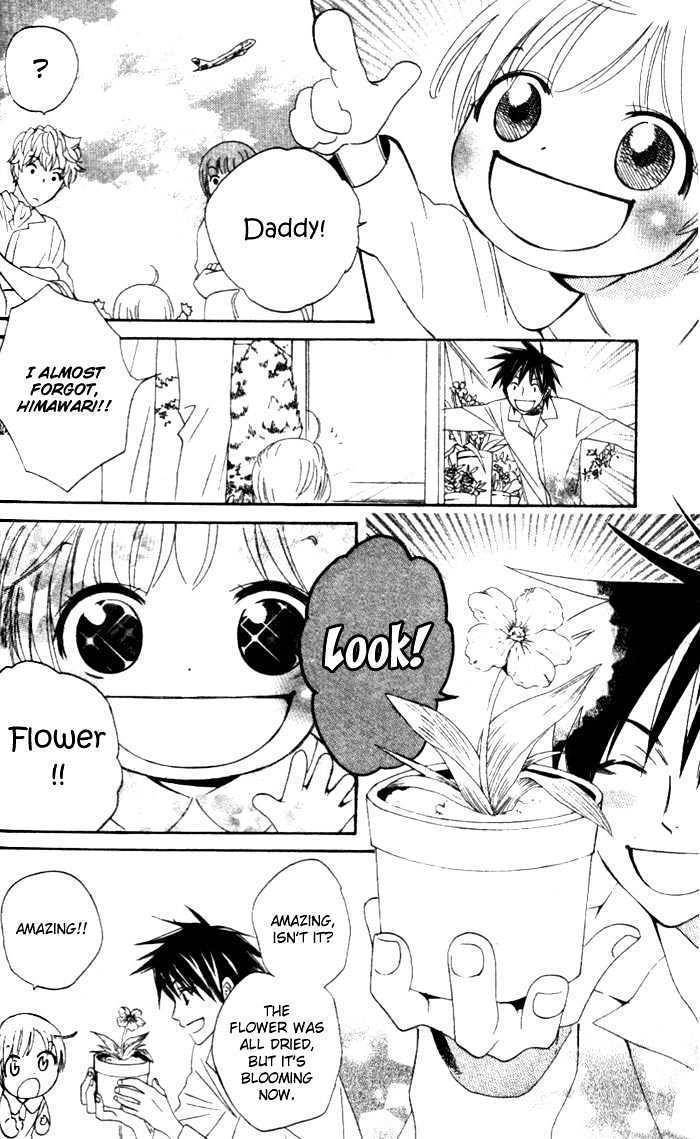 Daddy!
?
I ALMOST
FORGOT,
HIMAWARI!!
Look!
Flower
!!
AMAZING,
ISN'T IT?
THE
FLOWER WAS
ALL DRIED,
BUT IT'S
BLOOMING
NOW.
AMAZING!!